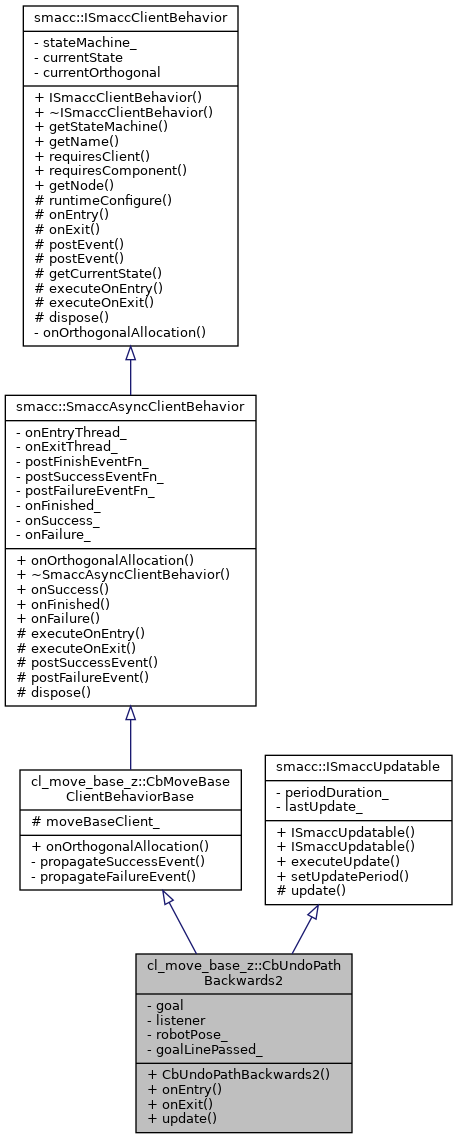 smacc::ISmaccClientBehavior
- stateMachine_
- currentState
- currentOrthogonal
+ ISmaccClientBehavior()
+ ~ISmaccClientBehavior()
+ getStateMachine()
+ getName()
+ requiresClient()
+ requiresComponent()
+ getNode()
# runtimeConfigure()
# onEntry()
# onExit()
# postEvent()
# postEvent()
# getCurrentState()
# executeOnEntry()
# executeOnExit()
# dispose()
- onOrthogonalAllocation()
smacc::SmaccAsyncClientBehavior
- onEntryThread_
- onExitThread_
- postFinishEventFn_
- postSuccessEventFn_
- postFailureEventFn_
- onFinished_
- onSuccess_
- onFailure_
+ onOrthogonalAllocation()
+ ~SmaccAsyncClientBehavior()
+ onSuccess()
+ onFinished()
+ onFailure()
# executeOnEntry()
# executeOnExit()
# postSuccessEvent()
# postFailureEvent()
# dispose()
cl_move_base_z::CbMoveBase
ClientBehaviorBase
# moveBaseClient_
+ onOrthogonalAllocation()
- propagateSuccessEvent()
- propagateFailureEvent()
smacc::ISmaccUpdatable
- periodDuration_
- lastUpdate_
+ ISmaccUpdatable()
+ ISmaccUpdatable()
+ executeUpdate()
+ setUpdatePeriod()
# update()
cl_move_base_z::CbUndoPath
Backwards2
- goal
- listener
- robotPose_
- goalLinePassed_
+ CbUndoPathBackwards2()
+ onEntry()
+ onExit()
+ update()